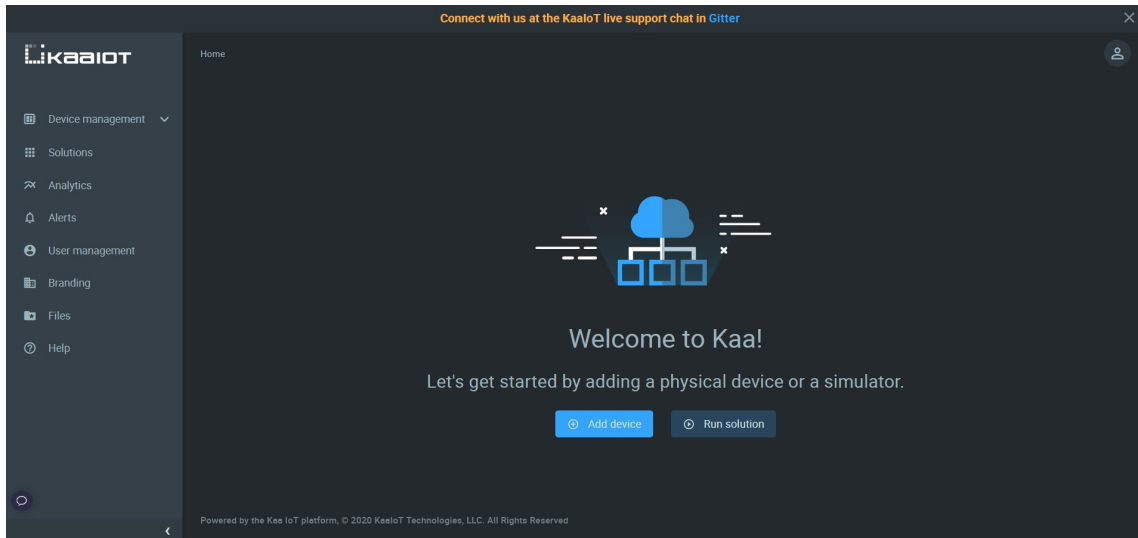 Connect with us at the KaaIoT live support chat in Gitter
kaaIOT
Home
Device management
Solutions
Analytics
Alerts
User management
Branding
Files
Help
Welcome to Kaa!
Let's get started by adding a physical device or a simulator.
Add device
Run solution
Powered by the Kaa IoT platform, © 2020 KaaIoT Technologies, LLC. All Rights Reserved